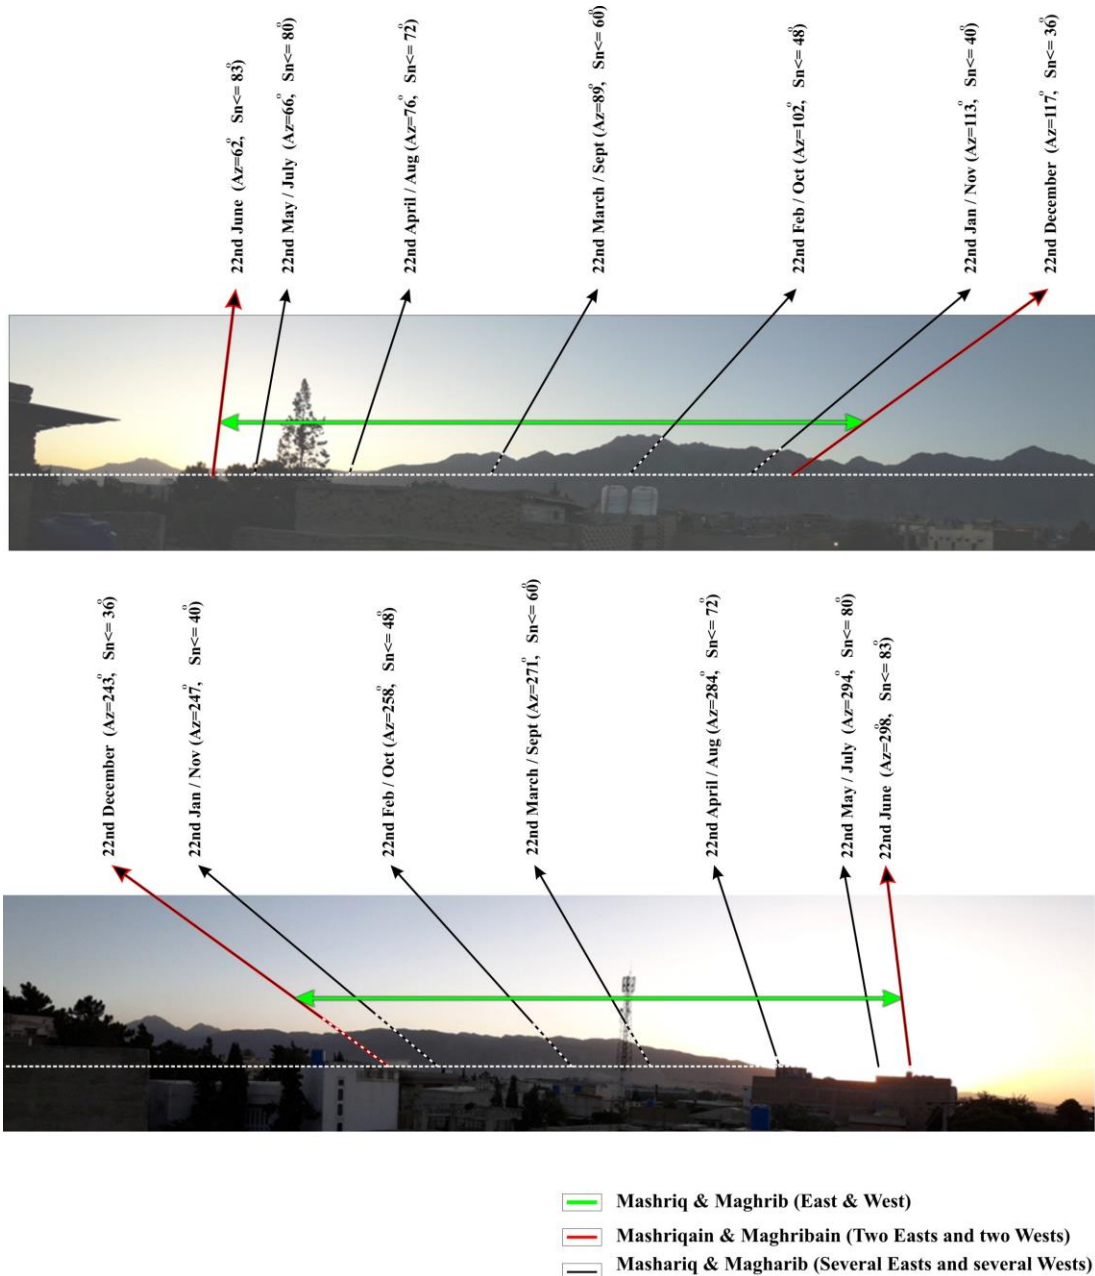 22nd June (Az=62°, Sn<= 83°)
22nd May / July (Az=66°, Sn<= 80°)
22nd April / Aug (Az=76°, Sn<= 72°)
22nd March / Sept (Az=89°, Sn<= 60°)
22nd Feb / Oct (Az=102°, Sn<= 48°)
22nd Jan / Nov (Az=113°, Sn<= 40°)
22nd December (Az=117°, Sn<= 36°)
22nd December (Az=243°, Sn<= 36°)
22nd Jan / Nov (Az=247°, Sn<= 40°)
22nd Feb / Oct (Az=258°, Sn<= 48°)
22nd March / Sept (Az=271°, Sn<= 60°)
22nd April / Aug (Az=284°, Sn<= 72°)
22nd May / July (Az=294°, Sn<= 80°)
22nd June (Az=298°, Sn<= 83°)
Mashriq & Maghrib (East & West)
Mashriqain & Maghribain (Two Easts and two Wests)
Mashariq & Magharib (Several Easts and several Wests)